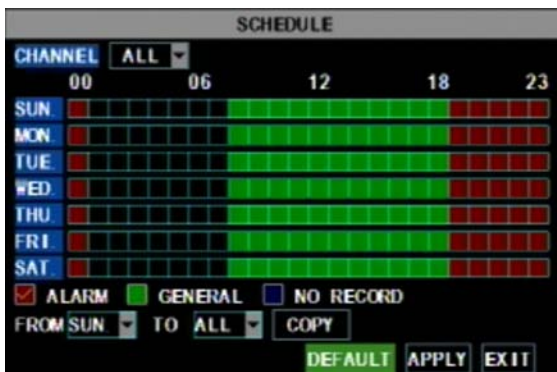 SCHEDULE
CHANNEL ALL
00 06 12 18 23
SUN.
MON.
TUE.
WED.
THU.
FRI.
SAT.
ALARM GENERAL NO RECORD
FROM SUN. TO ALL COPY
DEFAULT APPLY EXIT